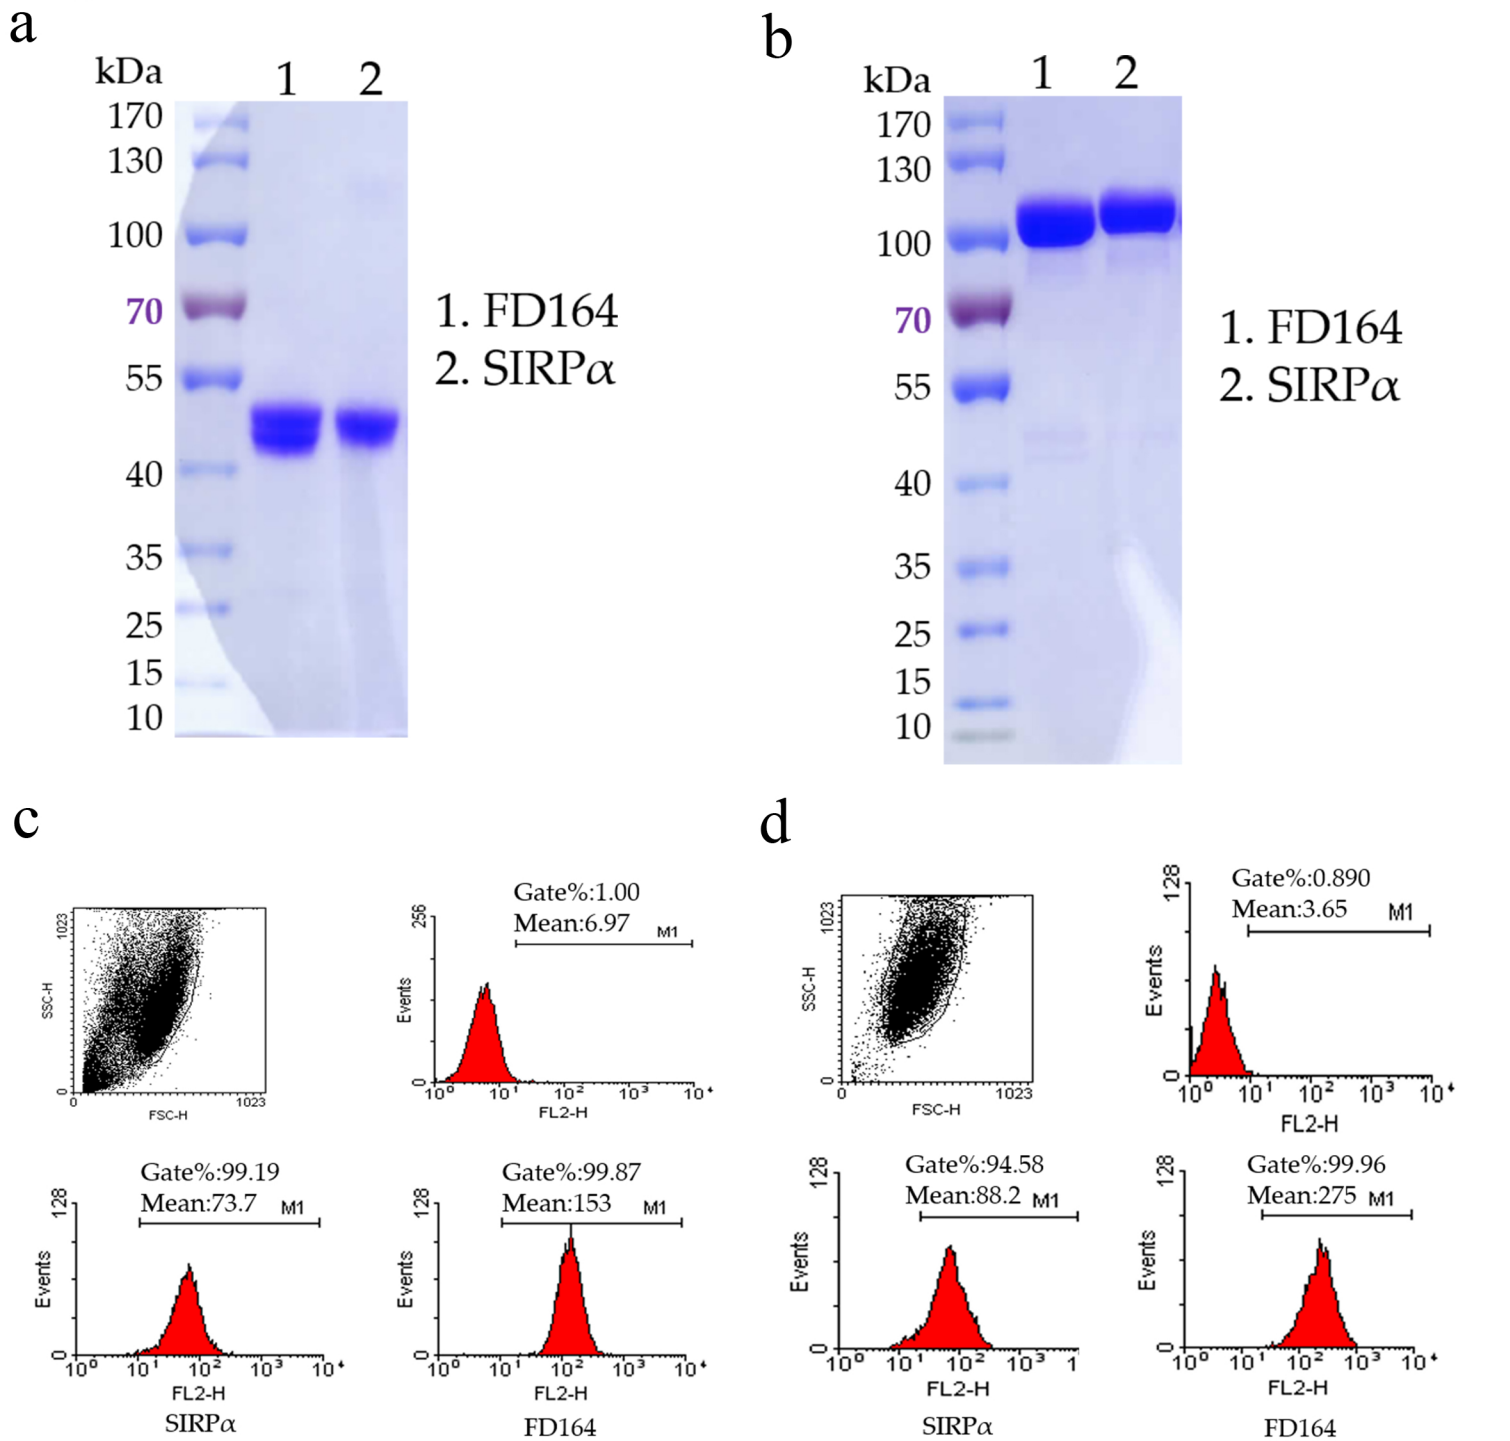 a
kDa
1 2
170
130
100
70
55
40
35
25
15
10
1. FD164
2. SIRPα
b
kDa
1 2
170
130
100
70
55
40
35
25
15
10
1. FD164
2. SIRPα
c
1023
SSC-H
0
0
1023
FSC-H
Gate%:1.00
Mean:6.97
M1
256
Events
0
10⁰ 10¹ 10² 10³ 10⁴
FL2-H
Gate%:99.19
Mean:73.7
M1
128
Events
0
10⁰ 10¹ 10² 10³ 10⁴
FL2-H
SIRPα
Gate%:99.87
Mean:153
M1
128
Events
0
10⁰ 10¹ 10² 10³ 10⁴
FL2-H
FD164
d
1023
SSC-H
0
0
1023
FSC-H
Gate%:0.890
Mean:3.65
M1
128
Events
0
10⁰ 10¹ 10² 10³ 10⁴
FL2-H
Gate%:94.58
Mean:88.2
M1
128
Events
0
10⁰ 10¹ 10² 10³ 1
FL2-H
SIRPα
Gate%:99.96
Mean:275
M1
128
Events
0
10⁰ 10¹ 10² 10³ 10⁴
FL2-H
FD164